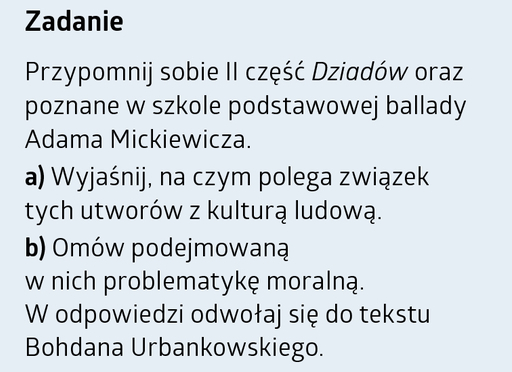 Zadanie
Przypomnij sobie II część Dziadów oraz
poznane w szkole podstawowej ballady
Adama Mickiewicza.
a) Wyjaśnij, na czym polega związek
tych utworów z kulturą ludową.
b) Omów podejmowaną
w nich problematykę moralną.
W odpowiedzi odwołaj się do tekstu
Bohdana Urbankowskiego.